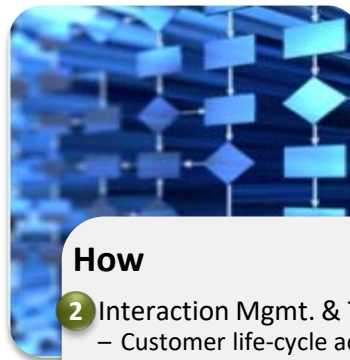 How
2 Interaction Mgmt. &
– Customer life-cycle